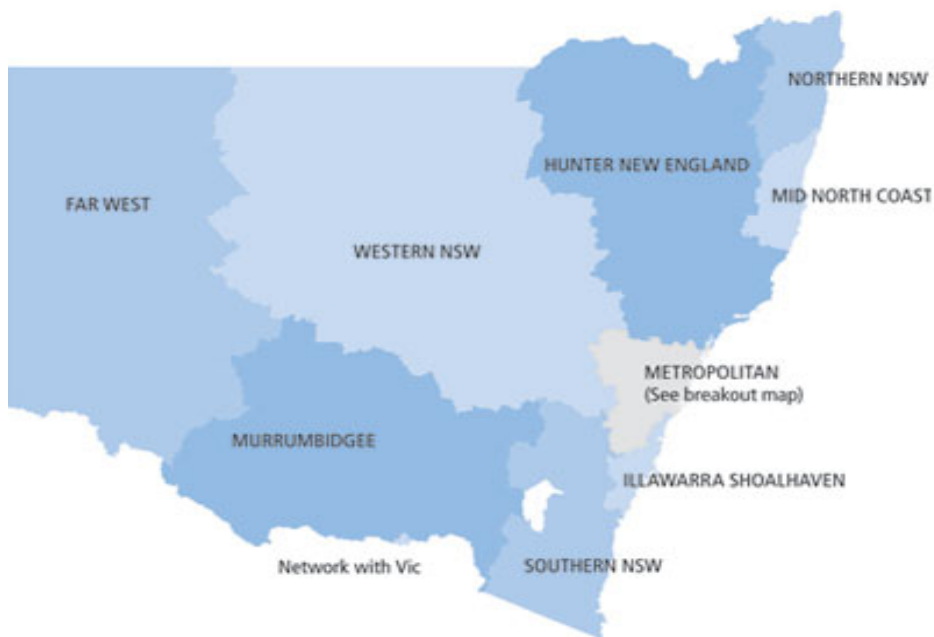 NORTHERN NSW
HUNTER NEW ENGLAND
MID NORTH COAST
FAR WEST
WESTERN NSW
METROPOLITAN
(See breakout map)
MURRUMBIDGEE
ILLAWARRA SHOALHAVEN
Network with Vic
SOUTHERN NSW